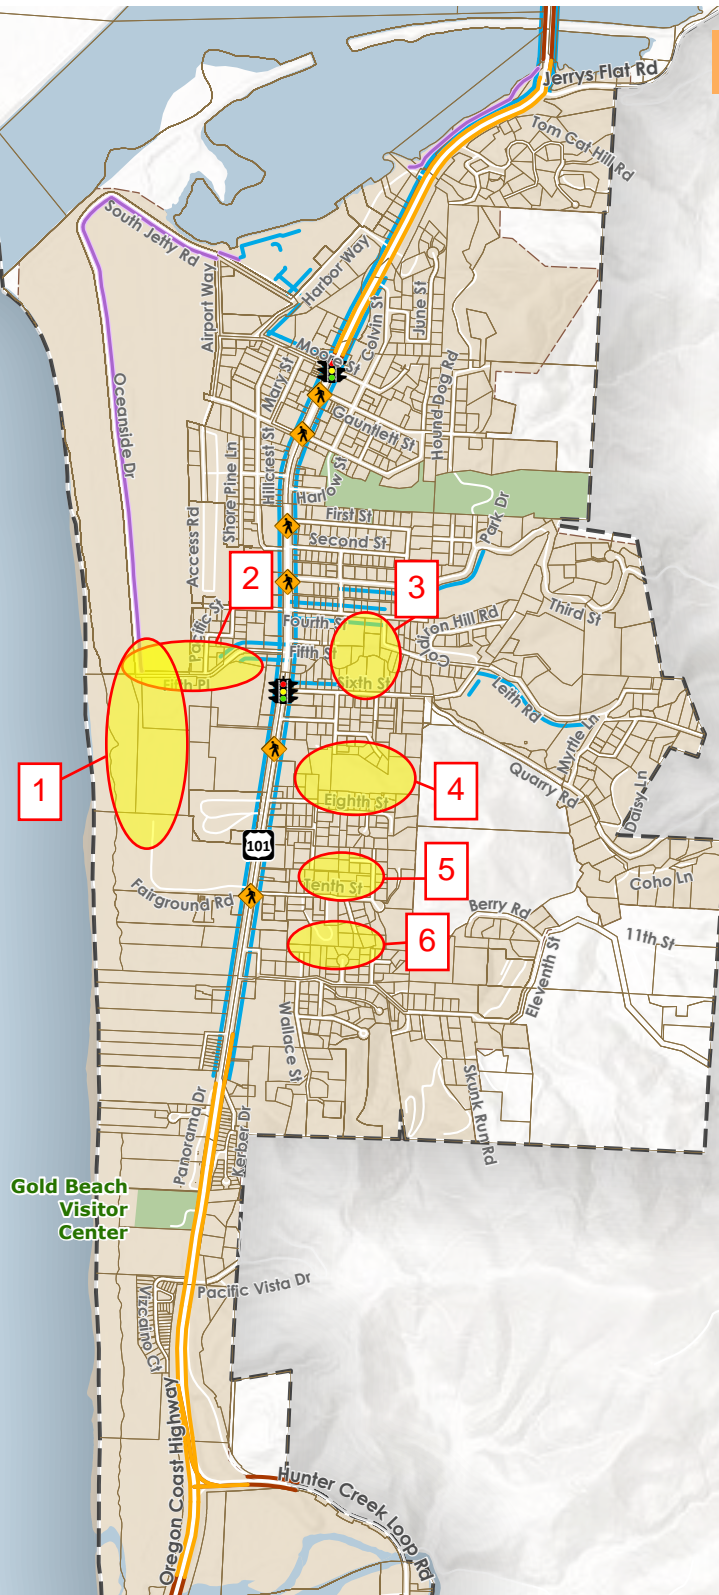 Jerrys Flat Rd
Tom Cat Hill Rd
South Jetty Rd
Harbor Way
Airport Way
Colvin St
June St
Moore St
Mary St
Hound Dog Rd
Oceanside Dr
Gauntlett St
Hillcrest St
Shore Pine Ln
Harlow St
Park Dr
First St
Access Rd
Second St
2
3
Pacific St
Third St
Fourth St
Iron Hill Rd
Fifth St
Fifth Pl
Sixth St
Leith Rd
Myrtle Ln
1
4
Quarry Rd
Daisy Ln
Eighth St
101
5
Tenth St
Fairground Rd
Coho Ln
Berry Rd
6
11th St
Eleventh St
Wallace St
Skunk Run Rd
Panorama Dr
Kerber Dr
Gold Beach
Visitor
Center
Pacific Vista Dr
Vizcaino Ct
Oregon Coast Highway
Hunter Creek Loop Rd